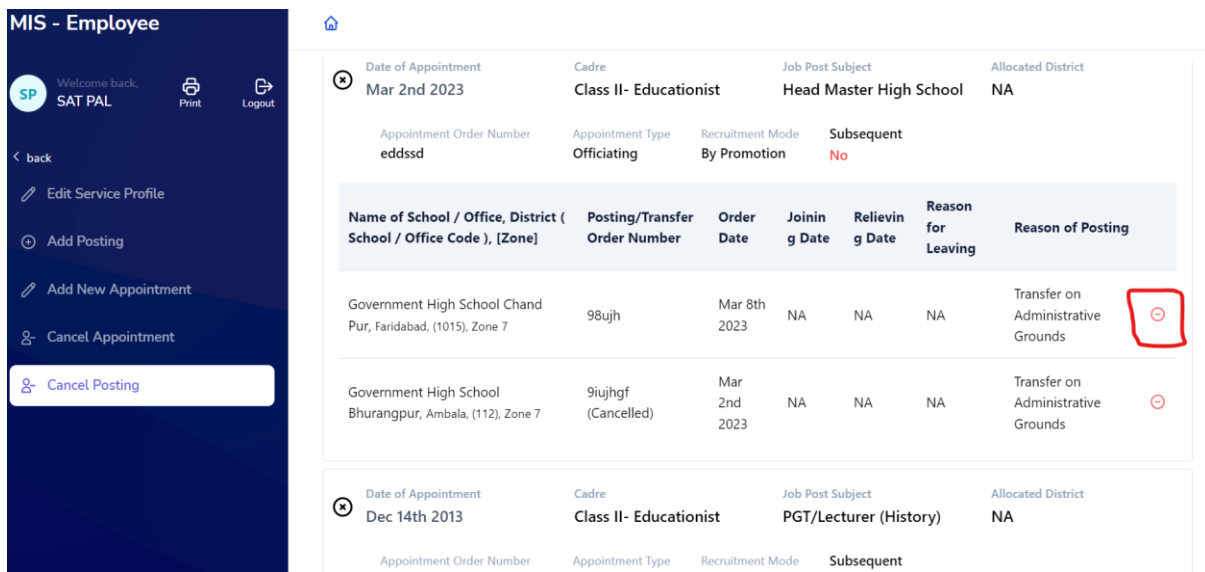 MIS - Employee
SP
Welcome back,
SAT PAL
Print
Logout
back
Edit Service Profile
Add Posting
Add New Appointment
Cancel Appointment
Cancel Posting
Date of Appointment Cadre Job Post Subject Allocated District
Mar 2nd 2023 Class II- Educationist Head Master High School NA
Appointment Order Number Appointment Type Recruitment Mode Subsequent
eddssd Officiating By Promotion No
Name of School / Office, District (
School / Office Code ), [Zone]
Posting/Transfer
Order Number
Order
Date
Joinin
g Date
Relievin
g Date
Reason
for
Leaving
Reason of Posting
Government High School Chand
Pur, Faridabad, (1015), Zone 7
98ujh
Mar 8th
2023
NA
NA
NA
Transfer on
Administrative
Grounds
Government High School
Bhurangpur, Ambala, (112), Zone 7
9iujhgf
(Cancelled)
Mar
2nd
2023
NA
NA
NA
Transfer on
Administrative
Grounds
Date of Appointment Cadre Job Post Subject Allocated District
Dec 14th 2013 Class II- Educationist PGT/Lecturer (History) NA
Appointment Order Number Appointment Type Recruitment Mode Subsequent